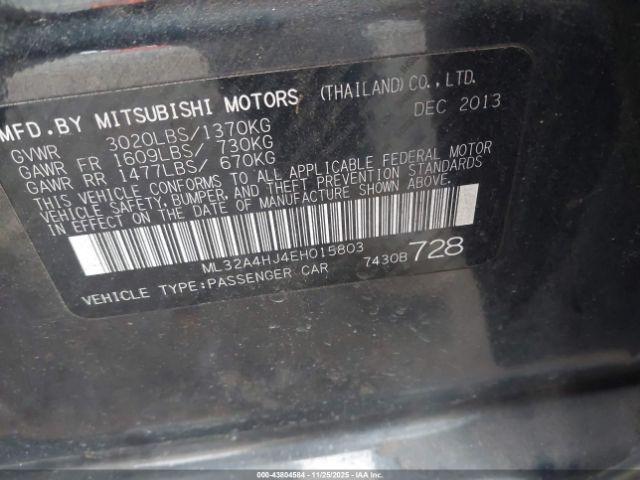 MFD.BY MITSUBISHI MOTORS (THAILAND)CO.,LTD.
GVWR 3020LBS/1370KG DEC 2013
GAWR FR 1609LBS/ 730KG
GAWR RR 1477LBS/ 670KG
THIS VEHICLE CONFORMS TO ALL APPLICABLE FEDERAL MOTOR
VEHICLE SAFETY, BUMPER, AND THEFT PREVENTION STANDARDS
IN EFFECT ON THE DATE OF MANUFACTURE SHOWN ABOVE.
ML32A4HJ4EH015803 7430B 728
VEHICLE TYPE:PASSENGER CAR
000-43804584 - 11/25/2025 - IAAI.COM